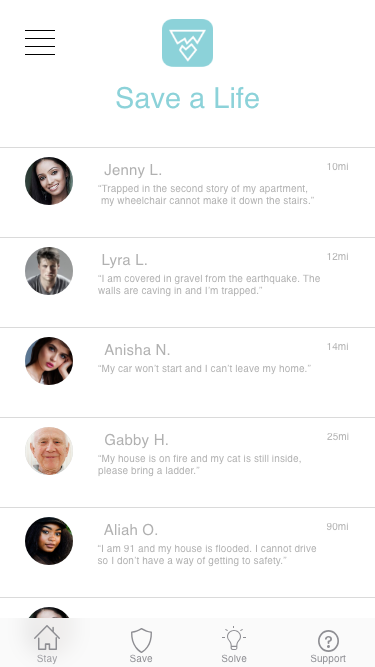 Save a Life
Jenny L.
10mi
“Trapped in the second story of my apartment,
my wheelchair cannot make it down the stairs.”
Lyra L.
12mi
“I am covered in gravel from the earthquake. The
walls are caving in and I’m trapped.”
Anisha N.
14mi
“My car won’t start and I can’t leave my home.”
Gabby H.
25mi
“My house is on fire and my cat is still inside,
please bring a ladder.”
Aliah O.
90mi
“I am 91 and my house is flooded. I cannot drive
so I don’t have a way of getting to safety.”
Stay
Save
Solve
Support